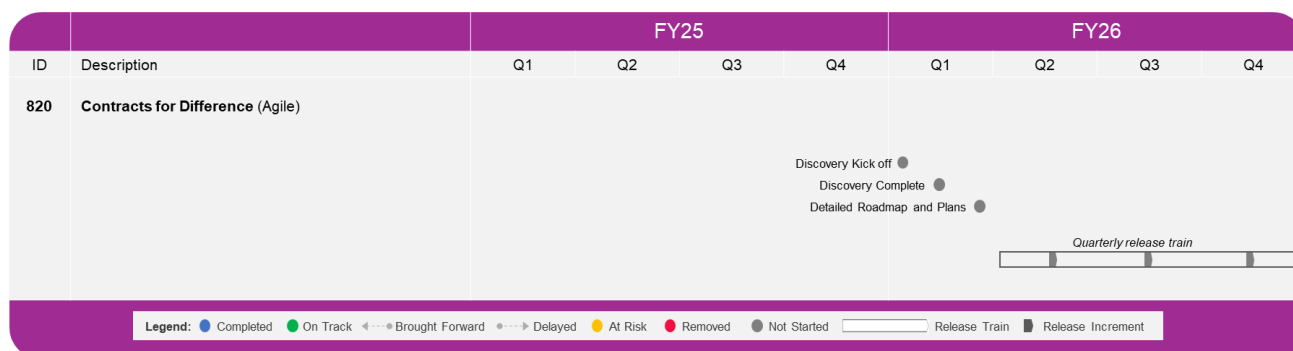 FY25 FY26
ID Description Q1 Q2 Q3 Q4 Q1 Q2 Q3 Q4
820 Contracts for Difference (Agile)
Discovery Kick off
Discovery Complete
Detailed Roadmap and Plans
Quarterly release train
Legend: Completed On Track Brought Forward Delayed At Risk Removed Not Started Release Train Release Increment